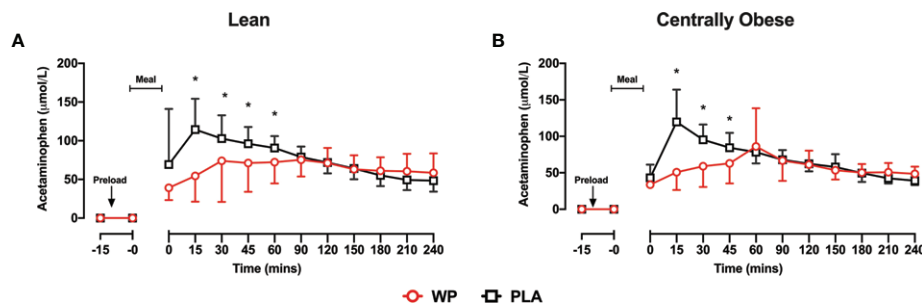 Lean
Centrally Obese
A
B
Acetaminophen (μmol/L)
200
150
100
50
0
Meal
* * * * *
Preload
-15 -0 0 15 30 45 60 90 120 150 180 210 240
Time (mins)
Acetaminophen (μmol/L)
200
150
100
50
0
Meal
* * *
Preload
-15 -0 0 15 30 45 60 90 120 150 180 210 240
Time (mins)
WP PLA